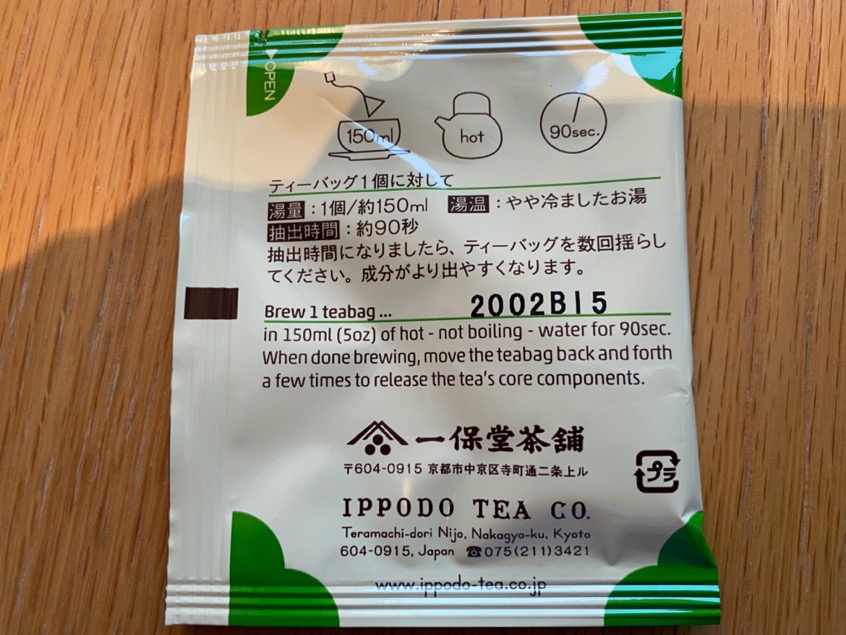 ▶OPEN
150ml
hot
90sec.
ティーバッグ1個に対して
湯量：1個/約150ml　湯温：やや冷ましたお湯
抽出時間：約90秒
抽出時間になりましたら、ティーバッグを数回揺らし
てください。成分がより出やすくなります。
Brew 1 teabag ... 2002B15
in 150ml (5oz) of hot - not boiling - water for 90sec.
When done brewing, move the teabag back and forth
a few times to release the tea's core components.
一保堂茶舗
〒604-0915 京都市中京区寺町通二条上ル
プラ
IPPODO TEA CO.
Teramachi-dori Nijo, Nakagyo-ku, Kyoto
604-0915, Japan ☎075(211)3421
www.ippodo-tea.co.jp